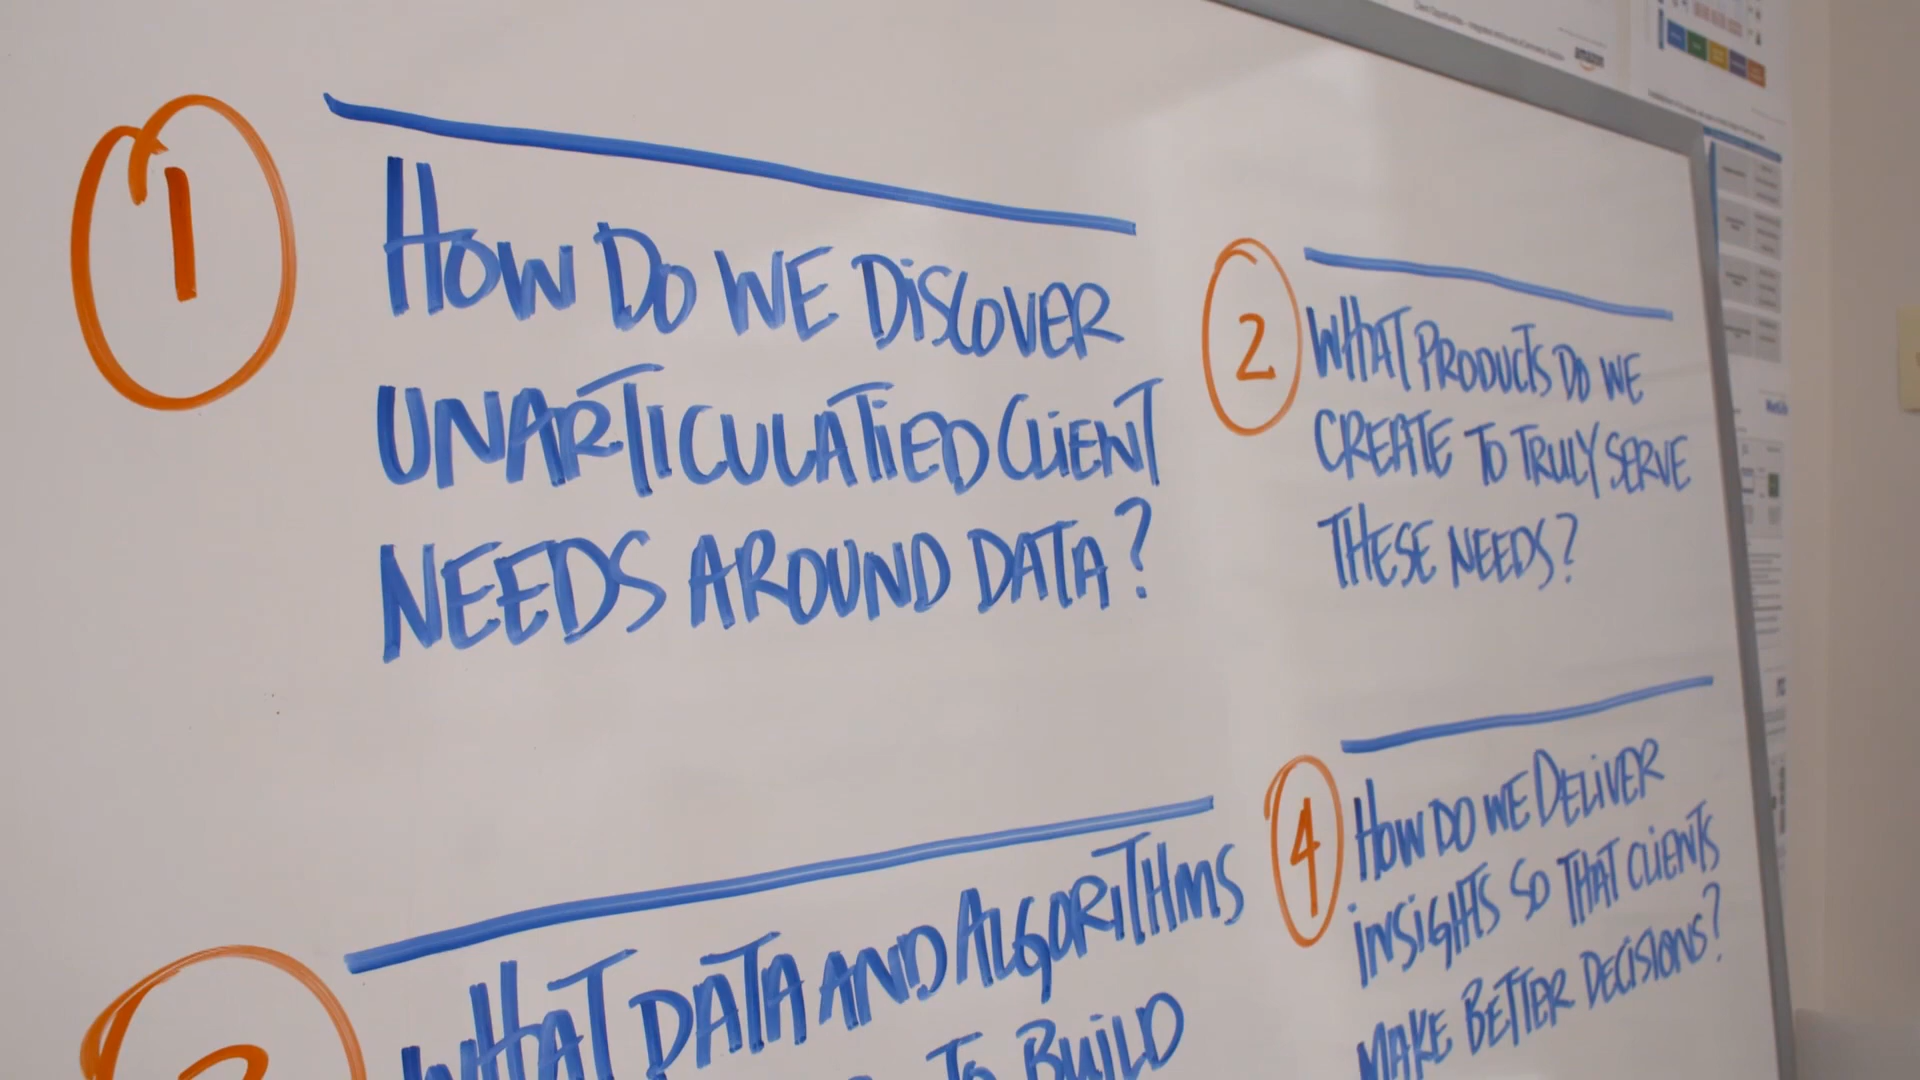 1
HOW DO WE DISCOVER
UNARTICULATIED CLIENT
NEEDS AROUND DATA?
2
WHAT PRODUCTS DO WE
CREATE TO TRULY SERVE
THESE NEEDS?
WHAT DATA AND ALGORITHMS
TO BUILD
4
HOW DO WE DELIVER
INSIGHTS SO THAT CLIENTS
MAKE BETTER DECISIONS?
amazon